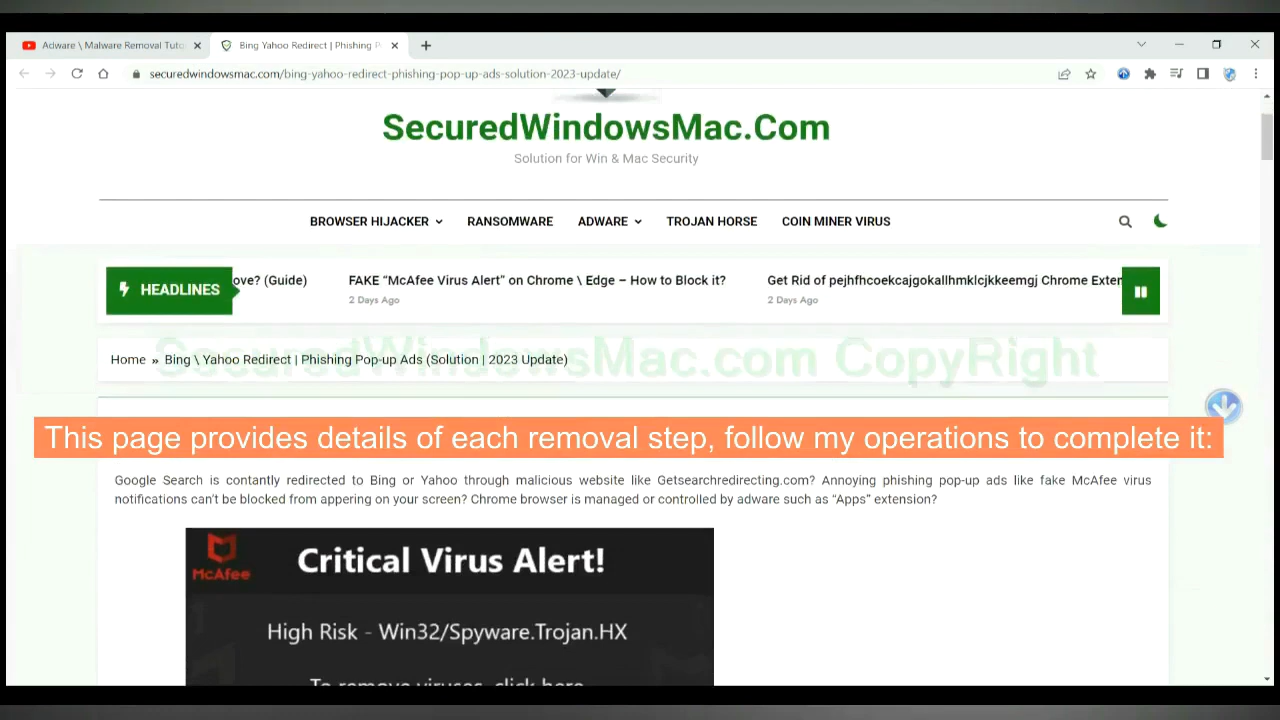 Adware \ Malware Removal Tuto
Bing Yahoo Redirect | Phishing P
securedwindowsmac.com/bing-yahoo-redirect-phishing-pop-up-ads-solution-2023-update/
SecuredWindowsMac.Com
Solution for Win & Mac Security
BROWSER HIJACKER RANSOMWARE ADWARE TROJAN HORSE COIN MINER VIRUS
HEADLINES
ove? (Guide)
FAKE “McAfee Virus Alert” on Chrome \ Edge – How to Block it?
2 Days Ago
Get Rid of pejhfhcoekcajgokallhmklcjkkeemgj Chrome Exten
2 Days Ago
Home » Bing \ Yahoo Redirect | Phishing Pop-up Ads (Solution | 2023 Update)
SecuredWindowsMac.com CopyRight
This page provides details of each removal step, follow my operations to complete it:
Google Search is contantly redirected to Bing or Yahoo through malicious website like Getsearchredirecting.com? Annoying phishing pop-up ads like fake McAfee virus
notifications can’t be blocked from appering on your screen? Chrome browser is managed or controlled by adware such as “Apps” extension?
McAfee
Critical Virus Alert!
High Risk - Win32/Spyware.Trojan.HX
To remove viruses, click here